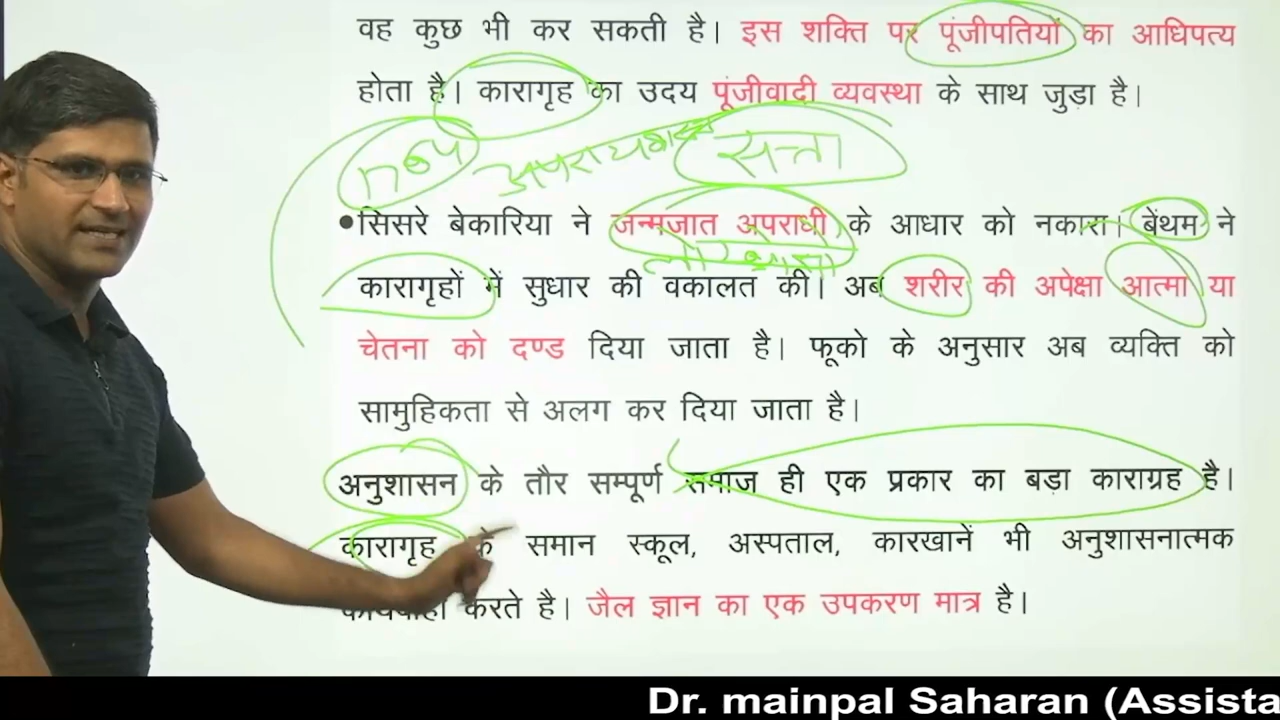 वह कुछ भी कर सकती है। इस शक्ति पर पूंजीपतियों का आधिपत्य
होता है। कारागृह का उदय पूंजीवादी व्यवस्था के साथ जुड़ा है।
1764 अपरायशास्त्र सत्ता
•सिसरे बेकारिया ने जन्मजात अपराधी के आधार को नकारा। बेंथम ने
कारागृहों में सुधार की वकालत की। अब शरीर की अपेक्षा आत्मा या
चेतना को दण्ड दिया जाता है। फूको के अनुसार अब व्यक्ति को
सामुहिकता से अलग कर दिया जाता है।
अनुशासन के तौर सम्पूर्ण समाज ही एक प्रकार का बड़ा काराग्रह है।
कारागृह के समान स्कूल, अस्पताल, कारखानें भी अनुशासनात्मक
करते है। जैल ज्ञान का एक उपकरण मात्र है।
Dr. mainpal Saharan (Assista